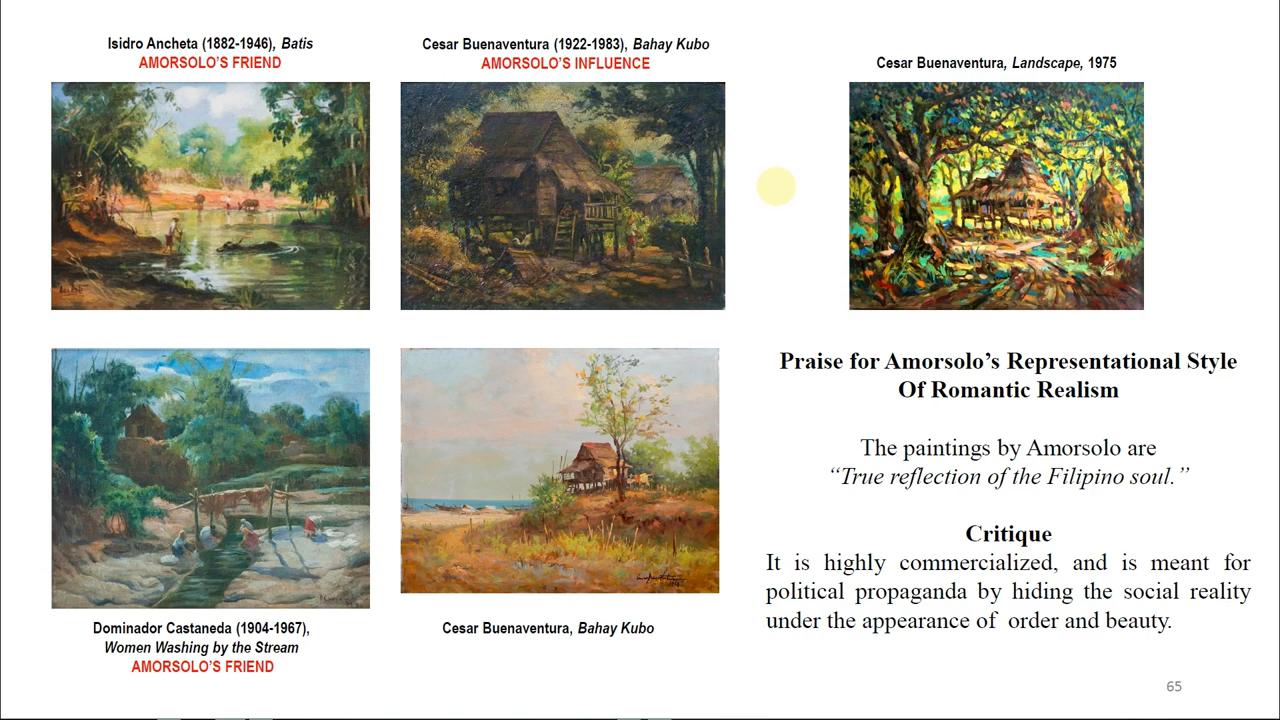 Isidro Ancheta (1882-1946), Batis
AMORSOLO'S FRIEND
Cesar Buenaventura (1922-1983), Bahay Kubo
AMORSOLO'S INFLUENCE
Cesar Buenaventura, Landscape, 1975
Dominador Castaneda (1904-1967),
Women Washing by the Stream
AMORSOLO'S FRIEND
Cesar Buenaventura, Bahay Kubo
Praise for Amorsolo's Representational Style
Of Romantic Realism
The paintings by Amorsolo are
“True reflection of the Filipino soul.”
Critique
It is highly commercialized, and is meant for
political propaganda by hiding the social reality
under the appearance of order and beauty.
65